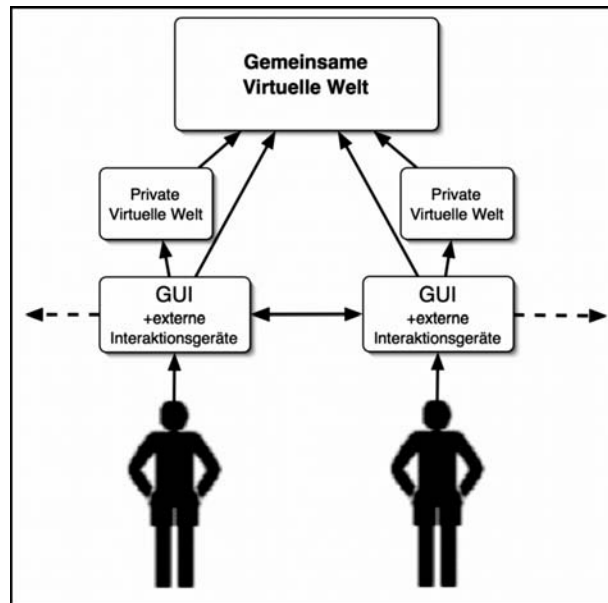 Gemeinsame
Virtuelle Welt
Private
Virtuelle Welt
Private
Virtuelle Welt
GUI
+externe
Interaktionsgeräte
GUI
+externe
Interaktionsgeräte